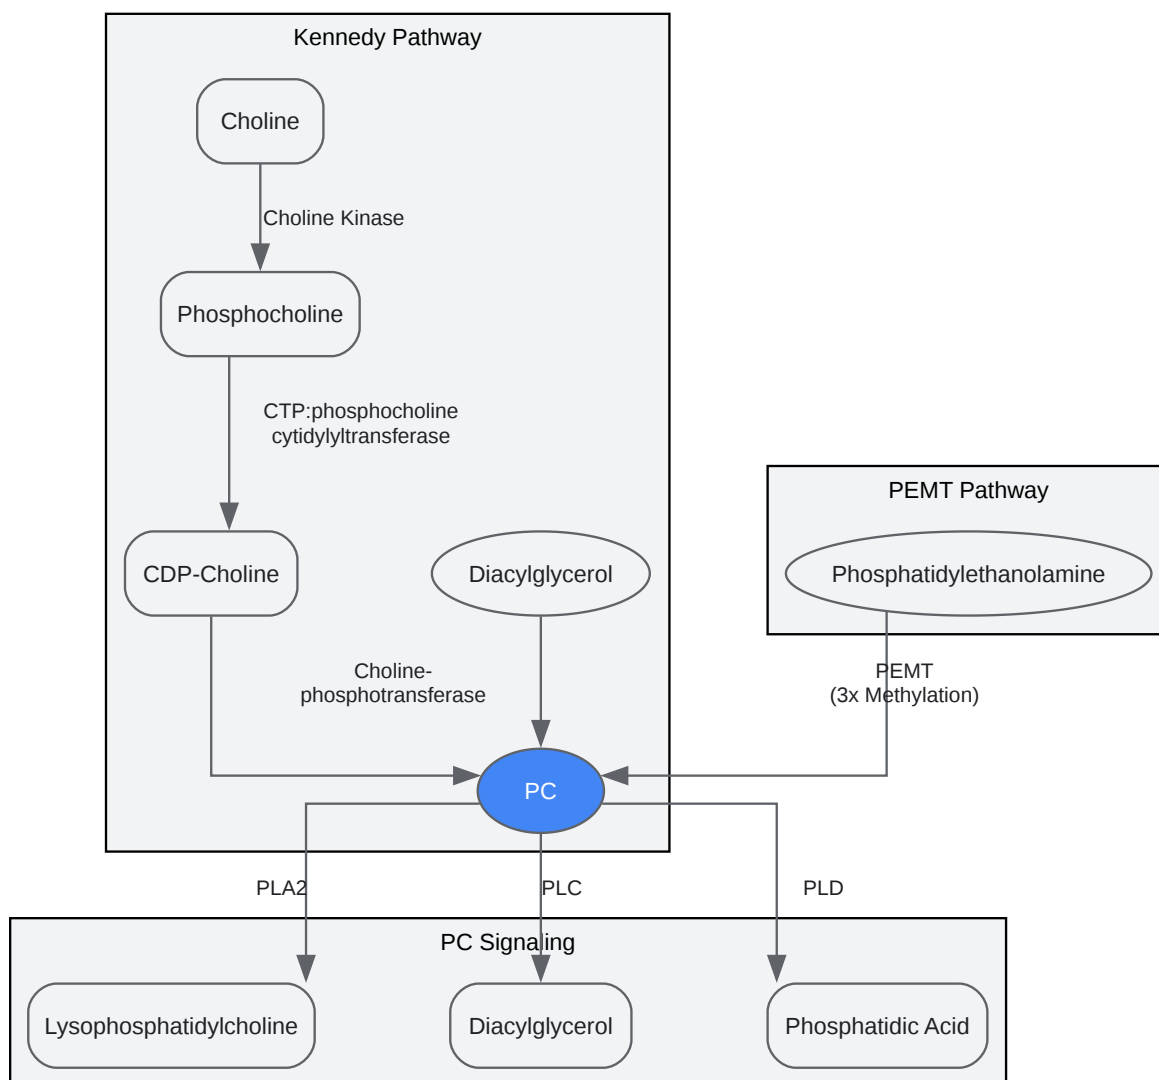 Kennedy Pathway
Choline
Choline Kinase
Phosphocholine
CTP:phosphocholine
cytidylyltransferase
PEMT Pathway
CDP-Choline
Diacylglycerol
Phosphatidylethanolamine
Choline-
phosphotransferase
PEMT
(3x Methylation)
PC
PLA2
PLC
PLD
PC Signaling
Lysophosphatidylcholine
Diacylglycerol
Phosphatidic Acid